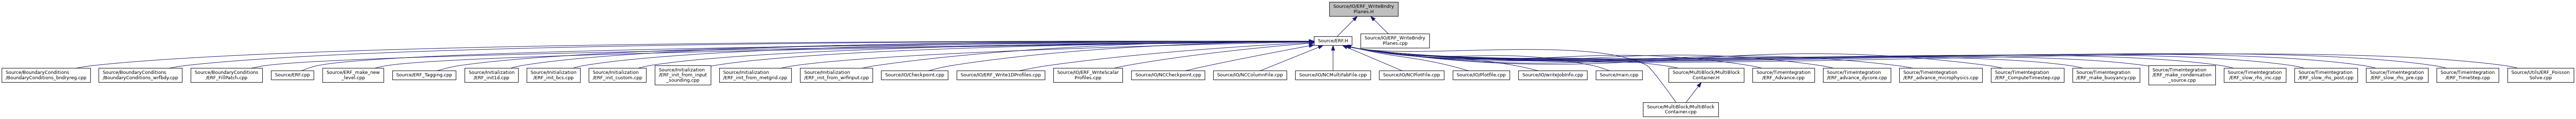 Source/IO/ERF_WriteBndry
Planes.H
Source/ERF.H
Source/IO/ERF_WriteBndry
Planes.cpp
Source/BoundaryConditions
/BoundaryConditions_bndryreg.cpp
Source/BoundaryConditions
/BoundaryConditions_wrfbdy.cpp
Source/BoundaryConditions
/ERF_FillPatch.cpp
Source/ERF.cpp
Source/ERF_make_new
_level.cpp
Source/ERF_Tagging.cpp
Source/Initialization
/ERF_init1d.cpp
Source/Initialization
/ERF_init_bcs.cpp
Source/Initialization
/ERF_init_custom.cpp
Source/Initialization
/ERF_init_from_input
_sounding.cpp
Source/Initialization
/ERF_init_from_metgrid.cpp
Source/Initialization
/ERF_init_from_wrfinput.cpp
Source/IO/Checkpoint.cpp
Source/IO/ERF_Write1DProfiles.cpp
Source/IO/ERF_WriteScalar
Profiles.cpp
Source/IO/NCCheckpoint.cpp
Source/IO/NCColumnFile.cpp
Source/IO/NCMultiFabFile.cpp
Source/IO/NCPlotFile.cpp
Source/IO/Plotfile.cpp
Source/IO/writeJobInfo.cpp
Source/main.cpp
Source/MultiBlock/MultiBlock
Container.H
Source/TimeIntegration
/ERF_Advance.cpp
Source/TimeIntegration
/ERF_advance_dycore.cpp
Source/TimeIntegration
/ERF_advance_microphysics.cpp
Source/TimeIntegration
/ERF_ComputeTimestep.cpp
Source/TimeIntegration
/ERF_make_buoyancy.cpp
Source/TimeIntegration
/ERF_make_condensation
_source.cpp
Source/TimeIntegration
/ERF_slow_rhs_inc.cpp
Source/TimeIntegration
/ERF_slow_rhs_post.cpp
Source/TimeIntegration
/ERF_slow_rhs_pre.cpp
Source/TimeIntegration
/ERF_TimeStep.cpp
Source/Utils/ERF_Poisson
Solve.cpp
Source/MultiBlock/MultiBlock
Container.cpp